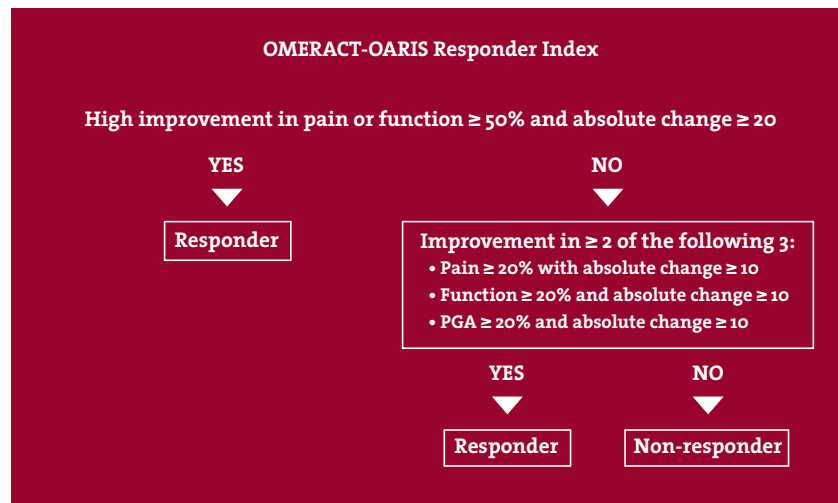 OMERACT-OARIS Responder Index
High improvement in pain or function ≥ 50% and absolute change ≥ 20
YES
NO
Responder
Improvement in ≥ 2 of the following 3:
• Pain ≥ 20% with absolute change ≥ 10
• Function ≥ 20% and absolute change ≥ 10
• PGA ≥ 20% and absolute change ≥ 10
YES
NO
Responder
Non-responder